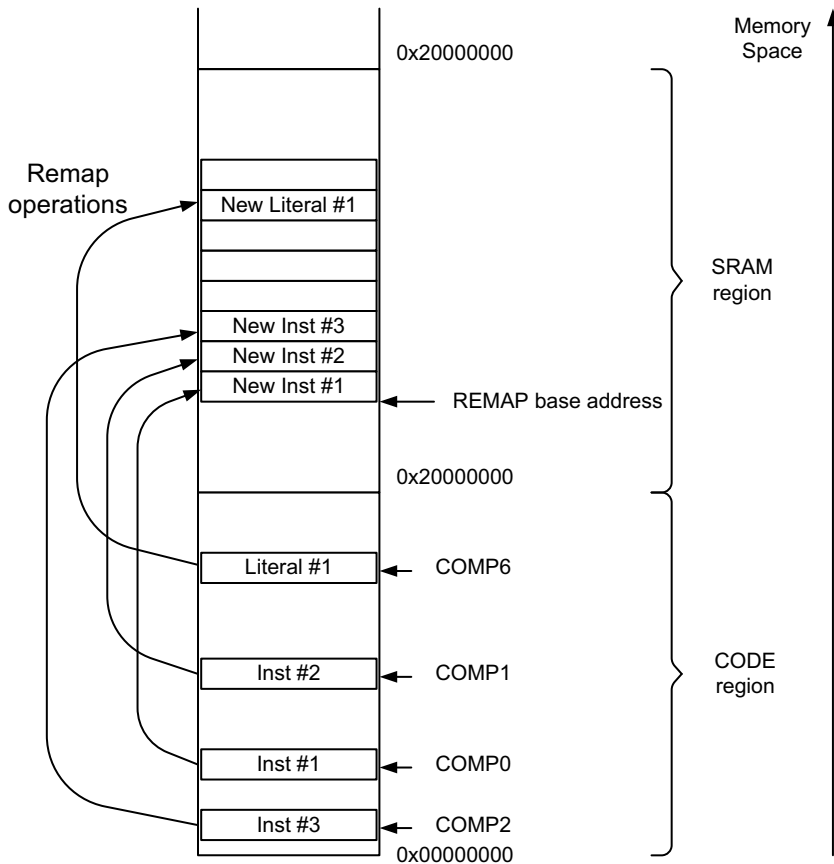 Memory
Space
0x20000000
Remap
operations
New Literal #1
SRAM
region
New Inst #3
New Inst #2
New Inst #1
REMAP base address
0x20000000
Literal #1
COMP6
Inst #2
COMP1
CODE
region
Inst #1
COMP0
Inst #3
COMP2
0x00000000